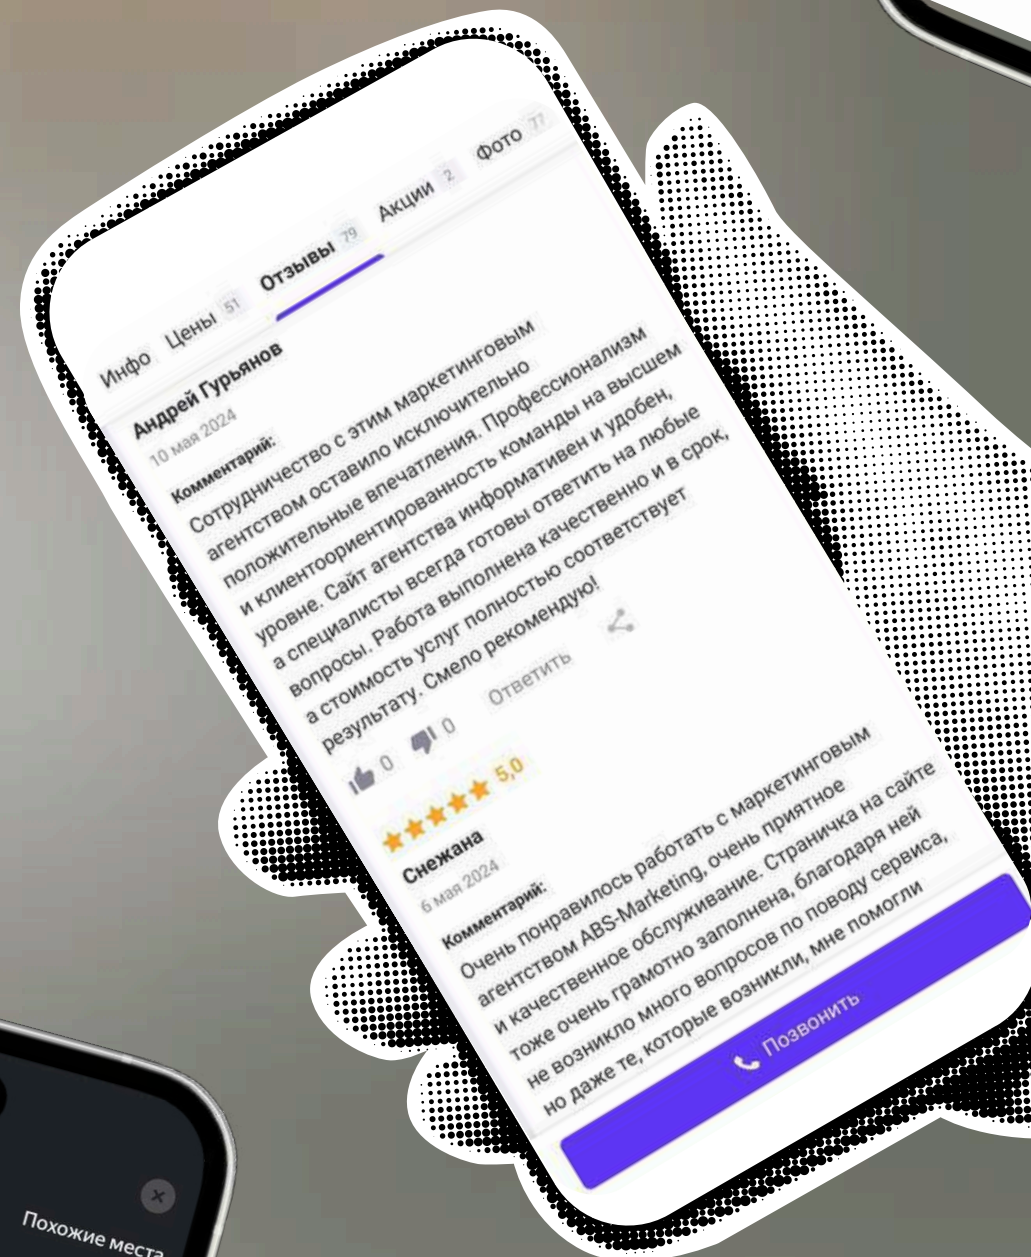 Инфо Цены 51 Отзывы 79 Акции 2 Фото 77
Андрей Гурьянов
10 мая 2024
Комментарий:
Сотрудничество с этим маркетинговым
агентством оставило исключительно
положительные впечатления. Профессионализм
и клиентоориентированность команды на высшем
уровне. Сайт агентства информативен и удобен,
а специалисты всегда готовы ответить на любые
вопросы. Работа выполнена качественно и в срок,
а стоимость услуг полностью соответствует
результату. Смело рекомендую!
0 0 Ответить
5,0
Снежана
6 мая 2024
Комментарий:
Очень понравилось работать с маркетинговым
агентством ABS-Marketing, очень приятное
и качественное обслуживание. Страничка на сайте
тоже очень грамотно заполнена, благодаря ней
не возникло много вопросов по поводу сервиса,
но даже те, которые возникли, мне помогли
Позвонить
Похожие места